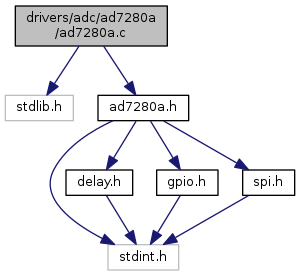 drivers/adc/ad7280a
/ad7280a.c
stdlib.h
ad7280a.h
delay.h
gpio.h
spi.h
stdint.h